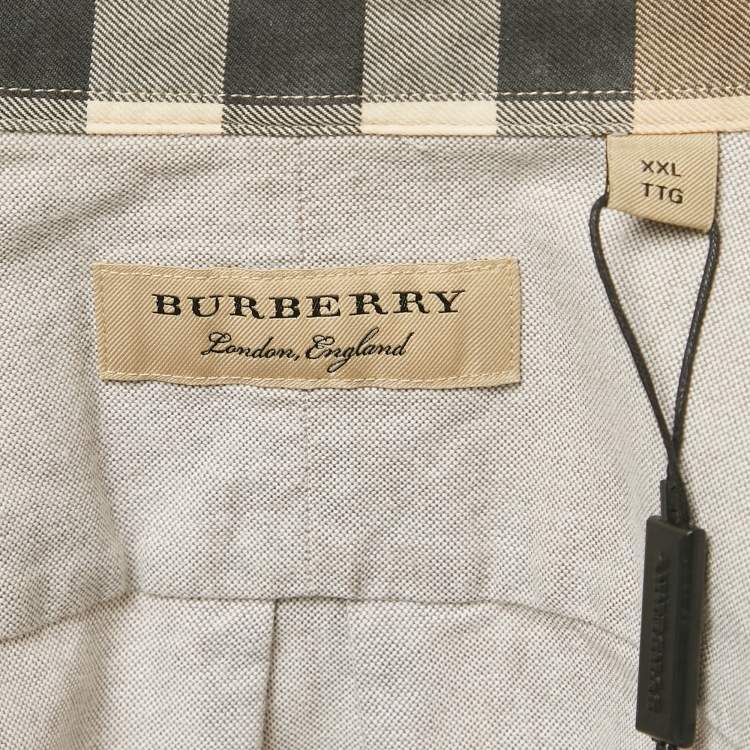 XXL
TTG
BURBERRY
London, England